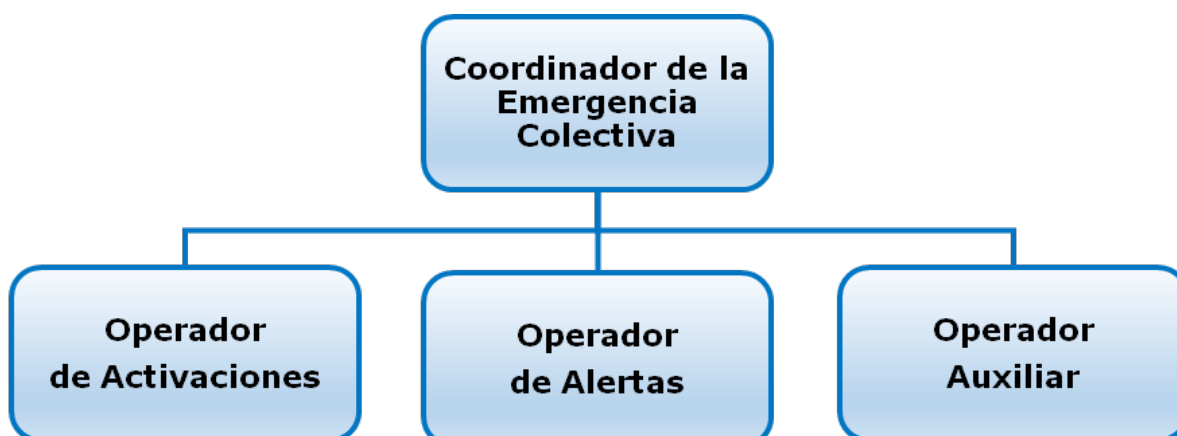 Coordinador de la
Emergencia
Colectiva
Operador
de Activaciones
Operador
de Alertas
Operador
Auxiliar